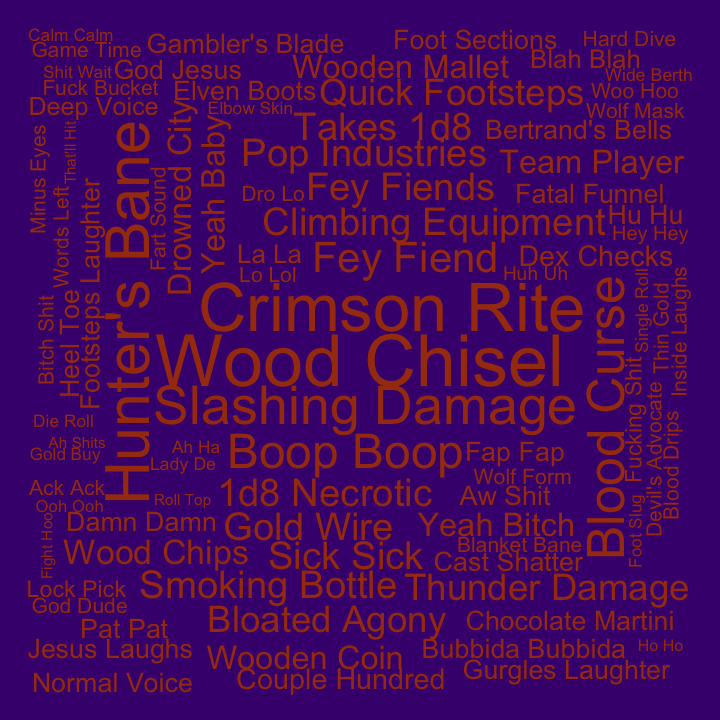 Calm Calm
Game Time
Gambler's Blade
Foot Sections
Hard Dive
Shit Wait
God Jesus
Wooden Mallet
Blah Blah
Wide Berth
Fuck Bucket
Elven Boots
Quick Footsteps
Woo Hoo
Deep Voice
Elbow Skin
Wolf Mask
Takes 1d8
Bertrand's Bells
Minus Eyes
That'll Hit
Hunter's Bane
Drowned City
Yeah Baby
Pop Industries
Team Player
Fart Sound
Words Left
Footsteps Laughter
Dro Lo
Fey Fiends
Fatal Funnel
Climbing Equipment
Hu Hu
Hey Hey
La La
Fey Fiend
Dex Checks
Lo Lol
Huh Uh
Bitch Shit
Heel Toe
Crimson Rite
Blood Curse
Single Roll
Thin Gold
Inside Laughs
Wood Chisel
Slashing Damage
Fucking Shit
Devil's Advocate
Blood Drips
Die Roll
Ah Shits
Gold Buy
Ah Ha
Lady De
Boop Boop
Fap Fap
Wolf Form
Ack Ack
Roll Top
1d8 Necrotic
Aw Shit
Ooh Ooh
Foot Slug
Damn Damn
Gold Wire
Yeah Bitch
Fight Hoo
Wood Chips
Sick Sick
Blanket Bane
Cast Shatter
Lock Pick
Smoking Bottle
Thunder Damage
God Dude
Pat Pat
Bloated Agony
Chocolate Martini
Jesus Laughs
Wooden Coin
Bubbida Bubbida
Ho Ho
Normal Voice
Couple Hundred
Gurgles Laughter